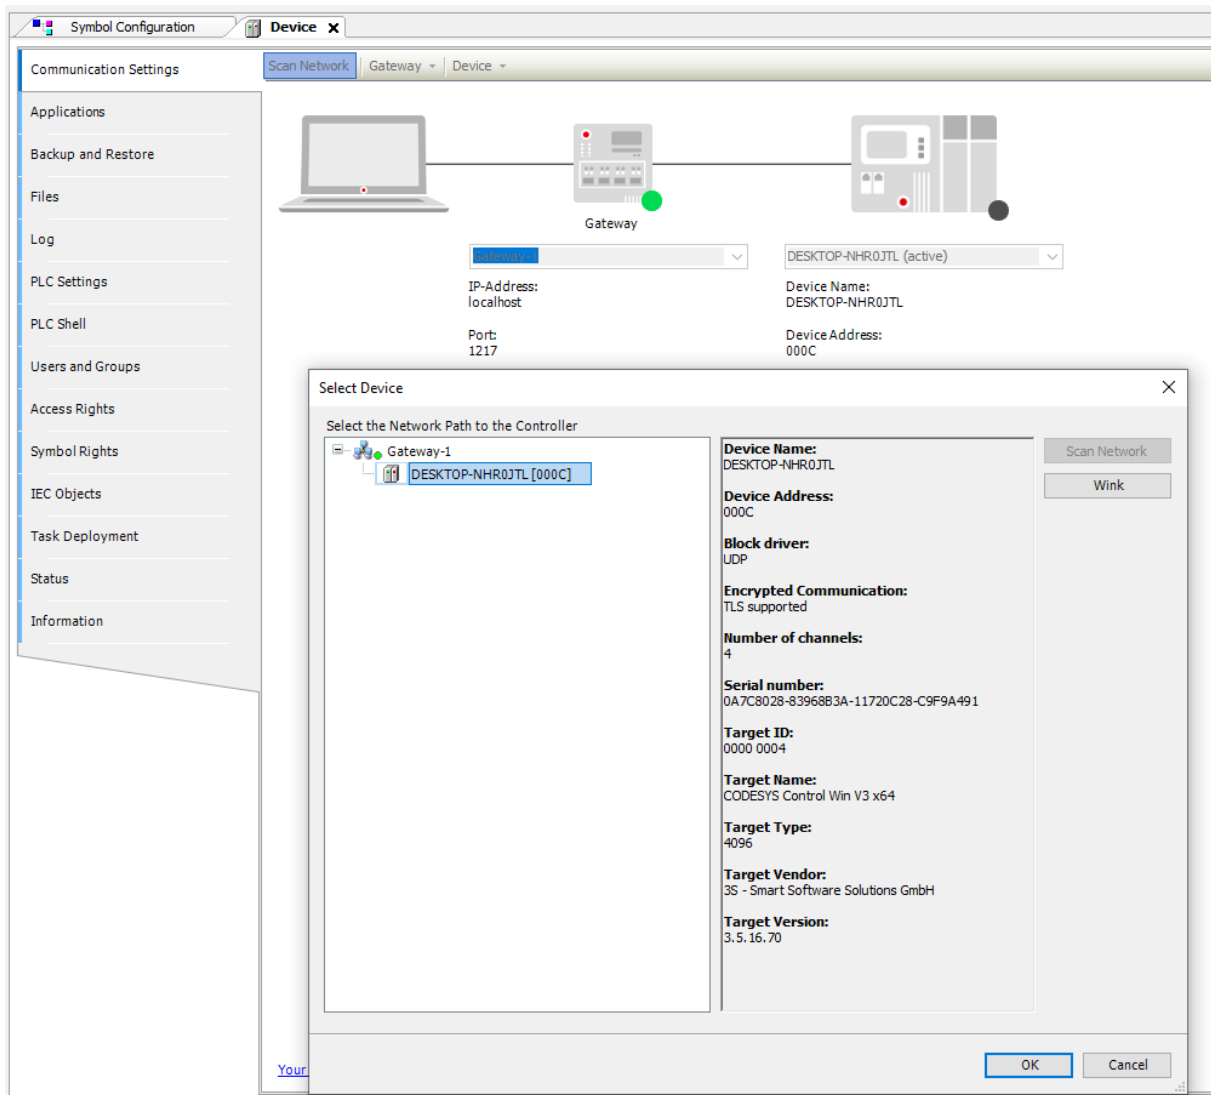 Symbol Configuration
Device
Communication Settings
Applications
Backup and Restore
Files
Log
PLC Settings
PLC Shell
Users and Groups
Access Rights
Symbol Rights
IEC Objects
Task Deployment
Status
Information
Scan Network
Gateway
Device
Gateway
Gateway-1
IP-Address:
localhost
Port:
1217
DESKTOP-NHR0JTL (active)
Device Name:
DESKTOP-NHR0JTL
Device Address:
000C
Select Device
Select the Network Path to the Controller
Gateway-1
DESKTOP-NHR0JTL [000C]
Device Name:
DESKTOP-NHR0JTL
Device Address:
000C
Block driver:
UDP
Encrypted Communication:
TLS supported
Number of channels:
4
Serial number:
0A7C8028-83968B3A-11720C28-C9F9A491
Target ID:
0000 0004
Target Name:
CODESYS Control Win V3 x64
Target Type:
4096
Target Vendor:
3S - Smart Software Solutions GmbH
Target Version:
3.5.16.70
Scan Network
Wink
Your
OK
Cancel